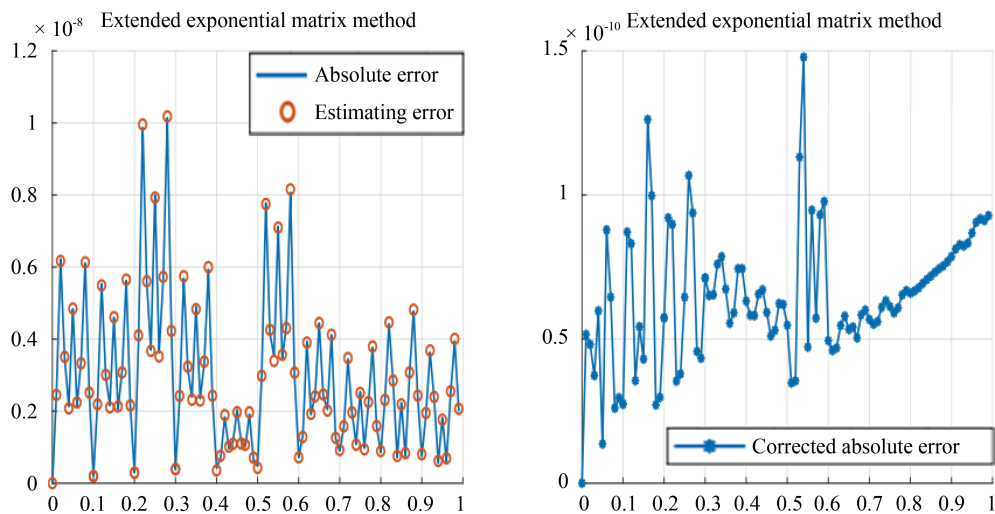 × 10-8 Extended exponential matrix method
1.2
1
0.8
0.6
0.4
0.2
0
0 0.1 0.2 0.3 0.4 0.5 0.6 0.7 0.8 0.9 1
Absolute error
Estimating error
× 10-10 Extended exponential matrix method
1.5
1
0.5
0
0 0.1 0.2 0.3 0.4 0.5 0.6 0.7 0.8 0.9 1
Corrected absolute error